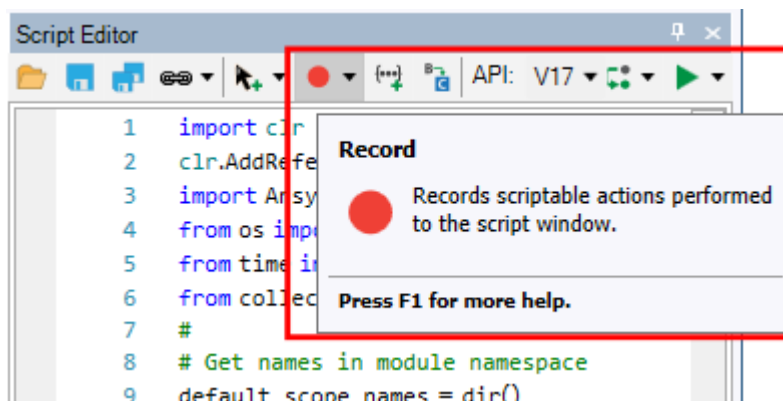 Script Editor
API: V17
1 import clr
2 clr.AddRefe
3 import Ansy
4 from os impo
5 from time in
6 from collec
7 #
8 # Get names in module namespace
9 default_scope_names = dir()
Record
Records scriptable actions performed
to the script window.
Press F1 for more help.